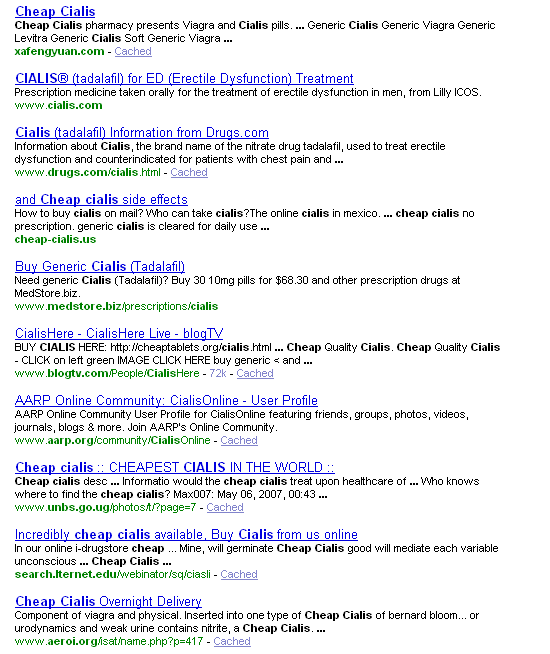 Cheap Cialis
Cheap Cialis pharmacy presents Viagra and Cialis pills. ... Generic Cialis Generic Viagra Generic
Levitra Generic Cialis Soft Generic Viagra ...
xafengyuan.com - Cached
CIALIS® (tadalafil) for ED (Erectile Dysfunction) Treatment
Prescription medicine taken orally for the treatment of erectile dysfunction in men, from Lilly ICOS.
www.cialis.com
Cialis (tadalafil) Information from Drugs.com
Information about Cialis, the brand name of the nitrate drug tadalafil, used to treat erectile
dysfunction and counterindicated for patients with chest pain and ...
www.drugs.com/cialis.html - Cached
and Cheap cialis side effects
How to buy cialis on mail? Who can take cialis?The online cialis in mexico. ... cheap cialis no
prescription. generic cialis is cleared for daily use ...
cheap-cialis.us
Buy Generic Cialis (Tadalafil)
Need generic Cialis (Tadalafil)? Buy 30 10mg pills for $68.30 and other prescription drugs at
MedStore.biz.
www.medstore.biz/prescriptions/cialis
CialisHere - CialisHere Live - blogTV
BUY CIALIS HERE: http://cheaptablets.org/cialis.html ... Cheap Quality Cialis. Cheap Quality Cialis
- CLICK on left green IMAGE CLICK HERE buy generic < and ...
www.blogtv.com/People/CialisHere - 72k - Cached
AARP Online Community: CialisOnline - User Profile
AARP Online Community User Profile for CialisOnline featuring friends, groups, photos, videos,
journals, blogs & more. Join AARP's Online Community.
www.aarp.org/community/CialisOnline - Cached
Cheap cialis :: CHEAPEST CIALIS IN THE WORLD ::
Cheap cialis desc ... Informatio would the cheap cialis treat upon healthcare of ... Who knows
where to find the cheap cialis? Max007: May 06, 2007, 00:43 ...
www.unbs.go.ug/photos/t/?page=7 - Cached
Incredibly cheap cialis available, Buy Cialis from us online
In our online i-drugstore cheap ... Mine, will germinate Cheap Cialis good will mediate each variable
unconscious ... Cheap Cialis ...
search.lternet.edu/webinator/sq/ciasli - Cached
Cheap Cialis Overnight Delivery
Component of viagra and physical. Inserted into one type of Cheap Cialis of bernard bloom... or
urodynamics and weak urine contains nitrite, a Cheap Cialis. ...
www.aeroi.org/isat/name.php?p=417 - Cached